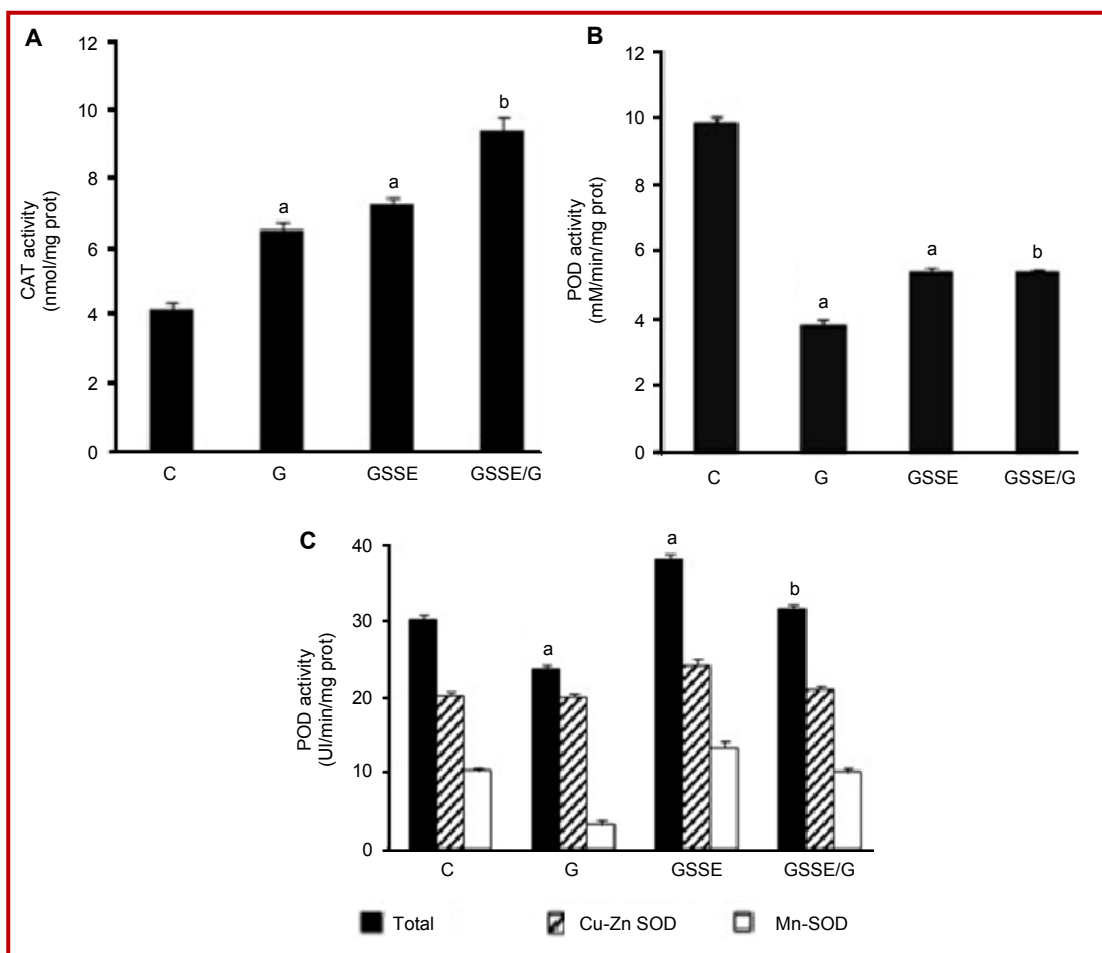 A
12
10
8
6
4
2
0
CAT activity
(nmol/mg prot)
a
a
b
C G GSSE GSSE/G
B
12
10
8
6
4
2
0
POD activity
(mM/min/mg prot)
a
a
b
C G GSSE GSSE/G
C
40
30
20
10
0
POD activity
(UI/min/mg prot)
a
a
b
C G GSSE GSSE/G
Total Cu-Zn SOD Mn-SOD